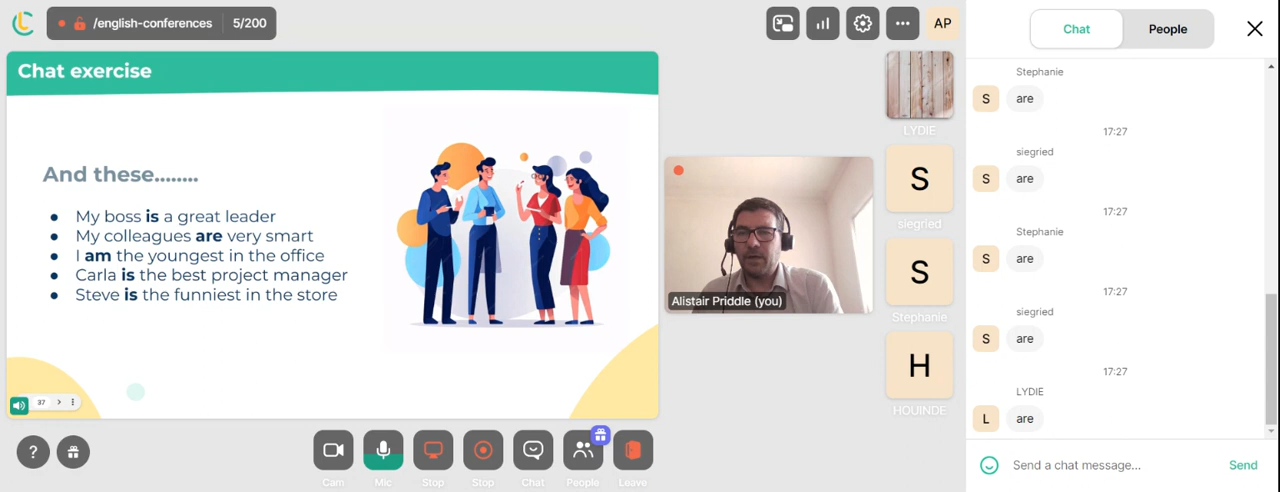 /english-conferences 5/200
AP
Chat exercise
And these........
My boss is a great leader
My colleagues are very smart
I am the youngest in the office
Carla is the best project manager
Steve is the funniest in the store
37
Alistair Priddle (you)
LYDIE
S
siegried
S
Stephanie
H
HOUINDE
?
Cam
Mic
Stop
Stop
Chat
People
Leave
Chat People
Stephanie
S are
17:27
siegried
S are
17:27
Stephanie
S are
17:27
siegried
S are
17:27
LYDIE
L are
Send a chat message... Send